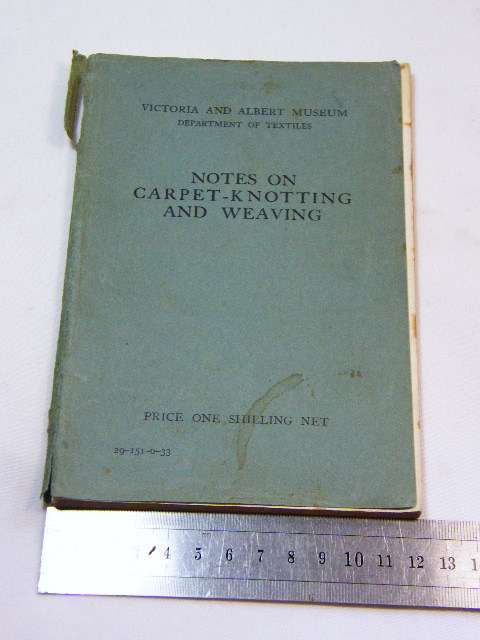 VICTORIA AND ALBERT MUSEUM
DEPARTMENT OF TEXTILES
NOTES ON
CARPET-KNOTTING
AND WEAVING
PRICE ONE SHILLING NET
29-151-0-33
4 5 6 7 8 9 10 11 12 13